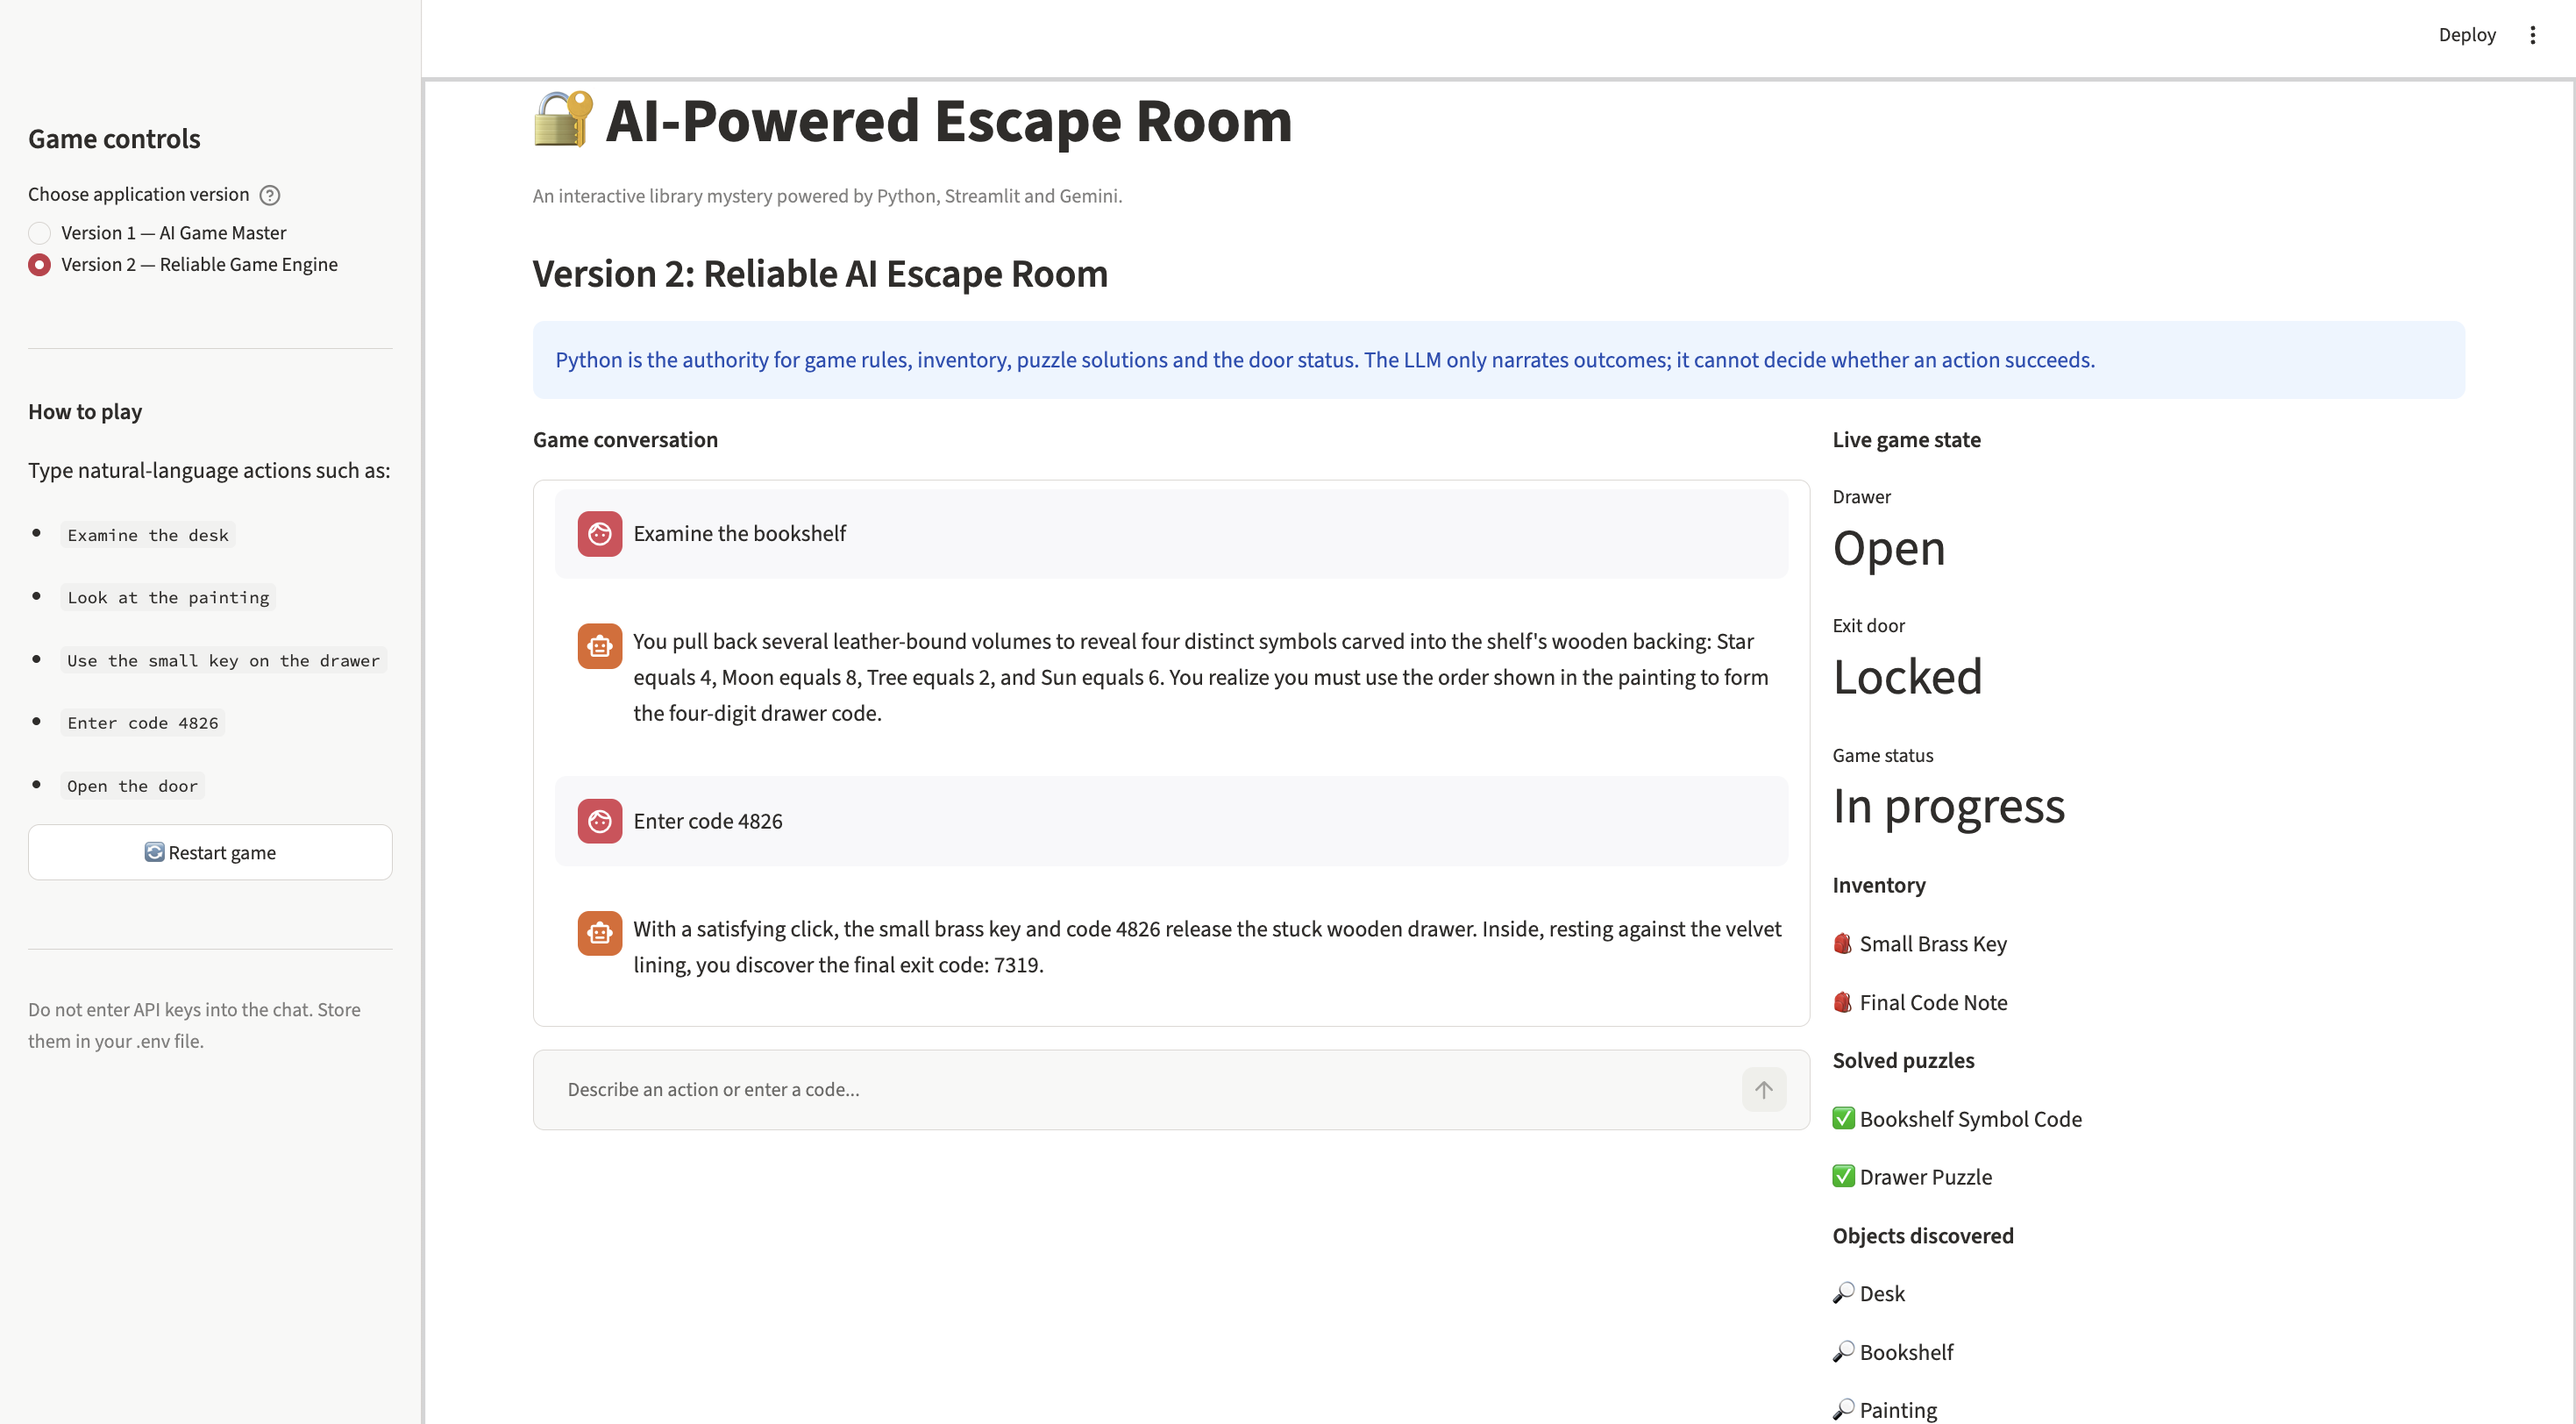 Deploy
Game controls
Choose application version
Version 1 — AI Game Master
Version 2 — Reliable Game Engine
How to play
Type natural-language actions such as:
Examine the desk
Look at the painting
Use the small key on the drawer
Enter code 4826
Open the door
Restart game
Do not enter API keys into the chat. Store
them in your .env file.
AI-Powered Escape Room
An interactive library mystery powered by Python, Streamlit and Gemini.
Version 2: Reliable AI Escape Room
Python is the authority for game rules, inventory, puzzle solutions and the door status. The LLM only narrates outcomes; it cannot decide whether an action succeeds.
Game conversation
Examine the bookshelf
You pull back several leather-bound volumes to reveal four distinct symbols carved into the shelf's wooden backing: Star
equals 4, Moon equals 8, Tree equals 2, and Sun equals 6. You realize you must use the order shown in the painting to form
the four-digit drawer code.
Enter code 4826
With a satisfying click, the small brass key and code 4826 release the stuck wooden drawer. Inside, resting against the velvet
lining, you discover the final exit code: 7319.
Describe an action or enter a code...
Live game state
Drawer
Open
Exit door
Locked
Game status
In progress
Inventory
Small Brass Key
Final Code Note
Solved puzzles
Bookshelf Symbol Code
Drawer Puzzle
Objects discovered
Desk
Bookshelf
Painting